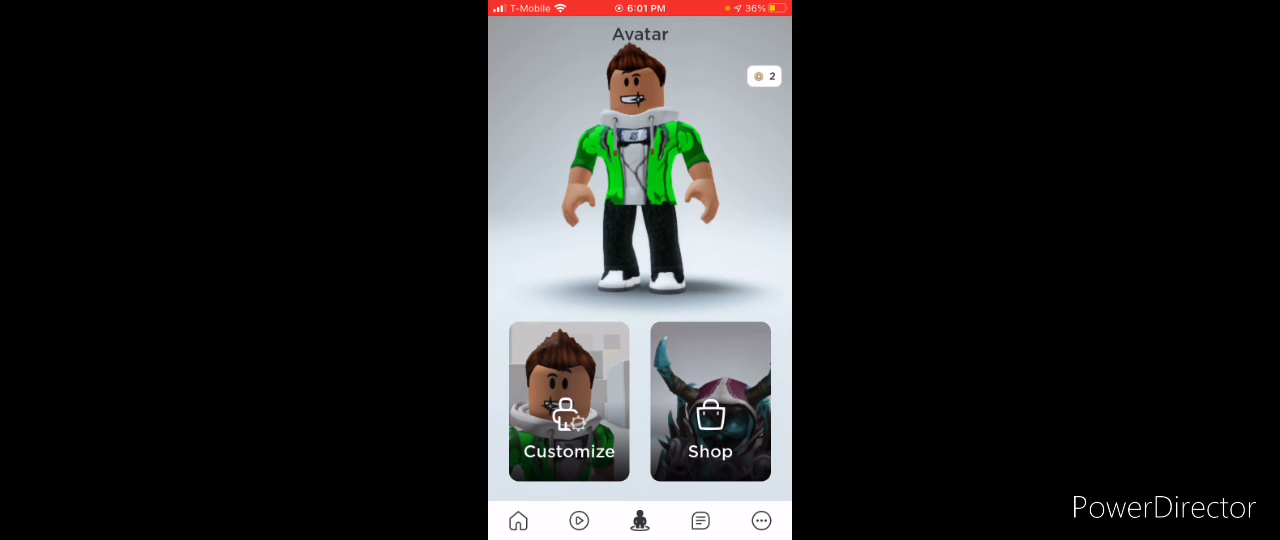 T-Mobile 6:01 PM 36%
Avatar
2
Customize
Shop
PowerDirector